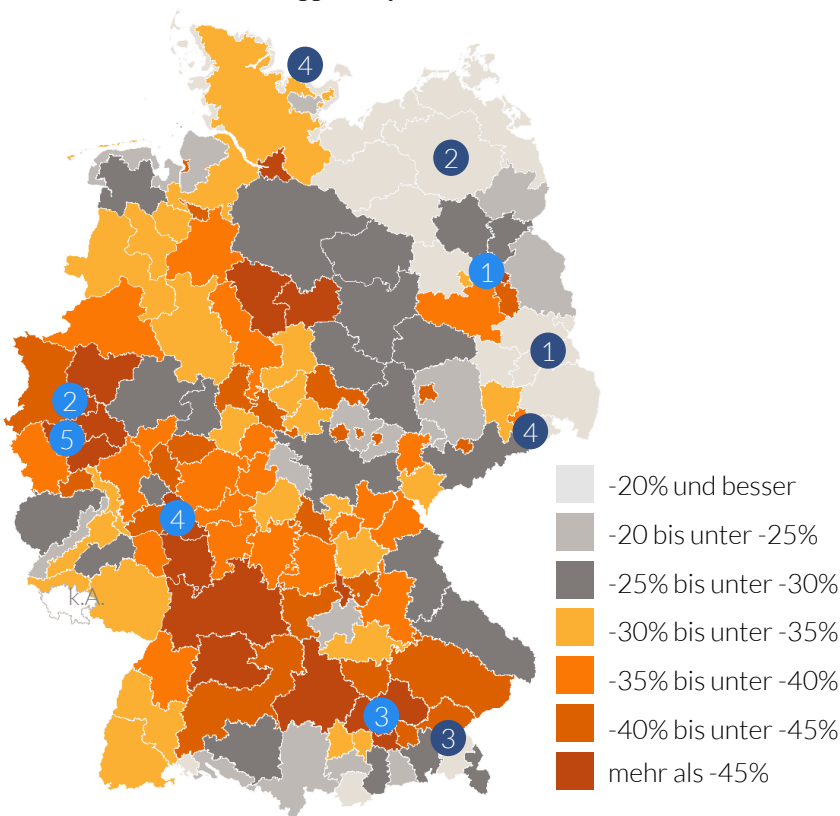 4
2
1
1
2
5
4
4
k.A.
3
3
-20% und besser
-20 bis unter -25%
-25% bis unter -30%
-30% bis unter -35%
-35% bis unter -40%
-40% bis unter -45%
mehr als -45%